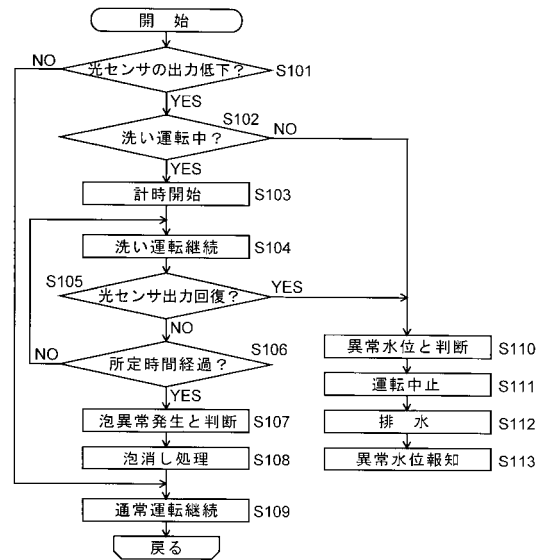 開 始
NO
光センサの出力低下?
S101
YES
S102
洗い運転中?
NO
YES
計時開始
S103
洗い運転継続
S104
S105
光センサ出力回復?
YES
NO
S106
NO
所定時間経過?
YES
泡異常発生と判断
S107
泡消し処理
S108
通常運転継続
S109
戻る
異常水位と判断
S110
運転中止
S111
排 水
S112
異常水位報知
S113